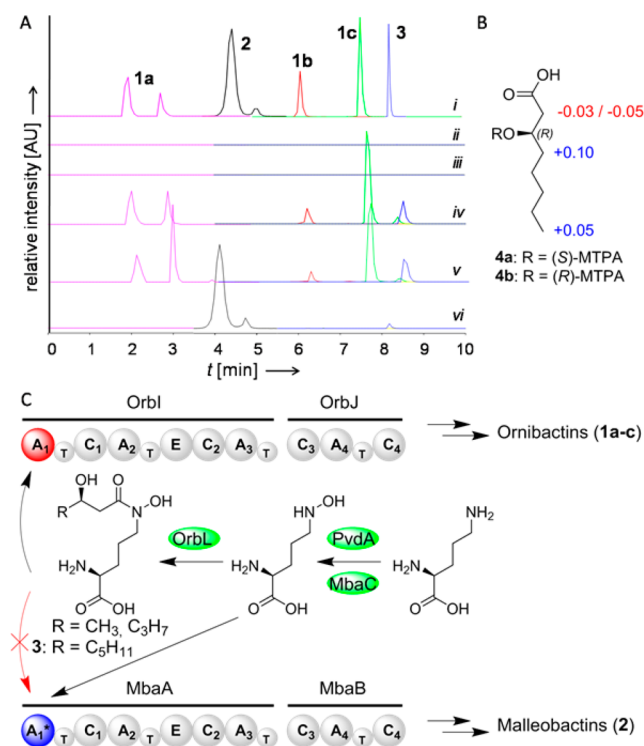 A
B
1a
2
1b
1c
3
relative intensity [AU]
i
ii
iii
iv
v
vi
0 1 2 3 4 5 6 7 8 9 10
t [min]
O OH
-0.03 / -0.05
RO (R)
+0.10
+0.05
4a: R = (S)-MTPA
4b: R = (R)-MTPA
C
OrbI OrbJ
A1 T C1 A2 T E C2 A3 T C3 A4 T C4
Ornibactins (1a-c)
OH O OH
R N
OrbL
HN OH
PvdA
MbaC
NH2
H2N O OH
H2N O OH
H2N O OH
R = CH3, C3H7
3: R = C5H11
MbaA MbaB
A1* T C1 A2 T E C2 A3 T C3 A4 T C4
Malleobactins (2)